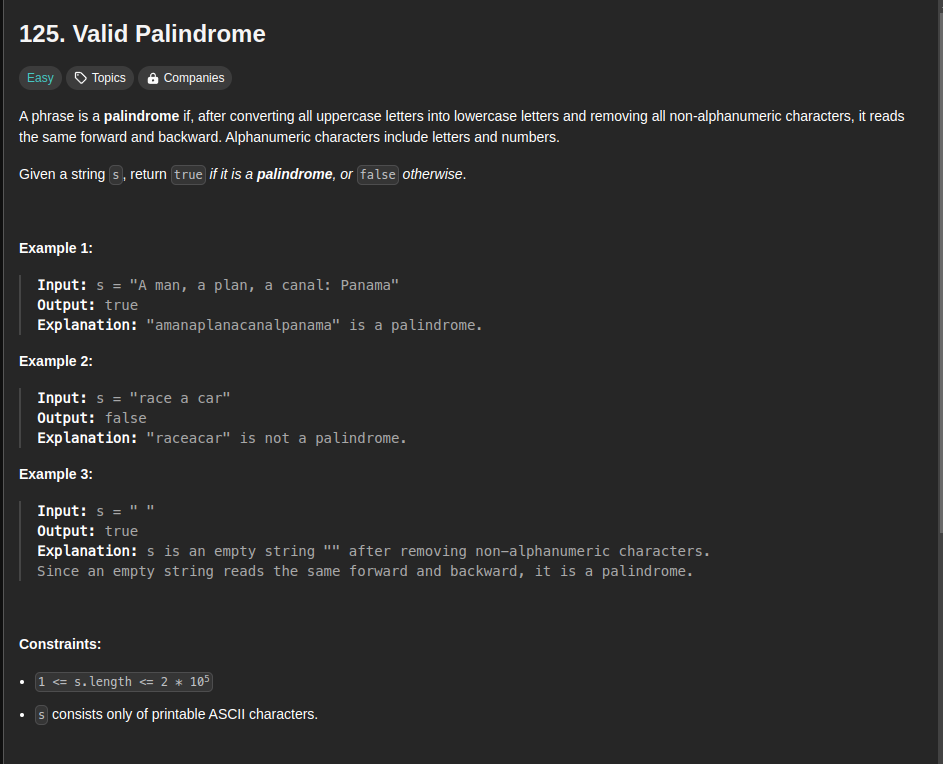 125. Valid Palindrome
Easy Topics Companies
A phrase is a palindrome if, after converting all uppercase letters into lowercase letters and removing all non-alphanumeric characters, it reads
the same forward and backward. Alphanumeric characters include letters and numbers.
Given a string s, return true if it is a palindrome, or false otherwise.
Example 1:
Input: s = "A man, a plan, a canal: Panama"
Output: true
Explanation: "amanaplanacanalpanama" is a palindrome.
Example 2:
Input: s = "race a car"
Output: false
Explanation: "raceacar" is not a palindrome.
Example 3:
Input: s = " "
Output: true
Explanation: s is an empty string "" after removing non-alphanumeric characters.
Since an empty string reads the same forward and backward, it is a palindrome.
Constraints:
• 1 <= s.length <= 2 * 10⁵
• s consists only of printable ASCII characters.